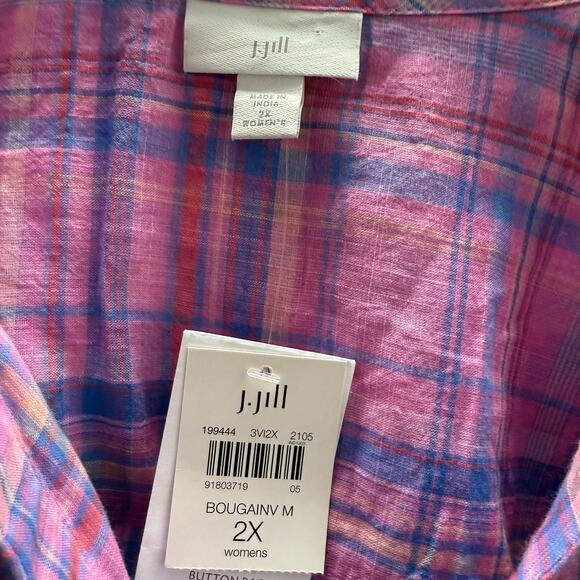 J.Jill
MADE IN
INDIA
2X
WOMEN'S
J.Jill
199444 3VI2X 2105
91803719 05
BOUGAINV M
2X
womens